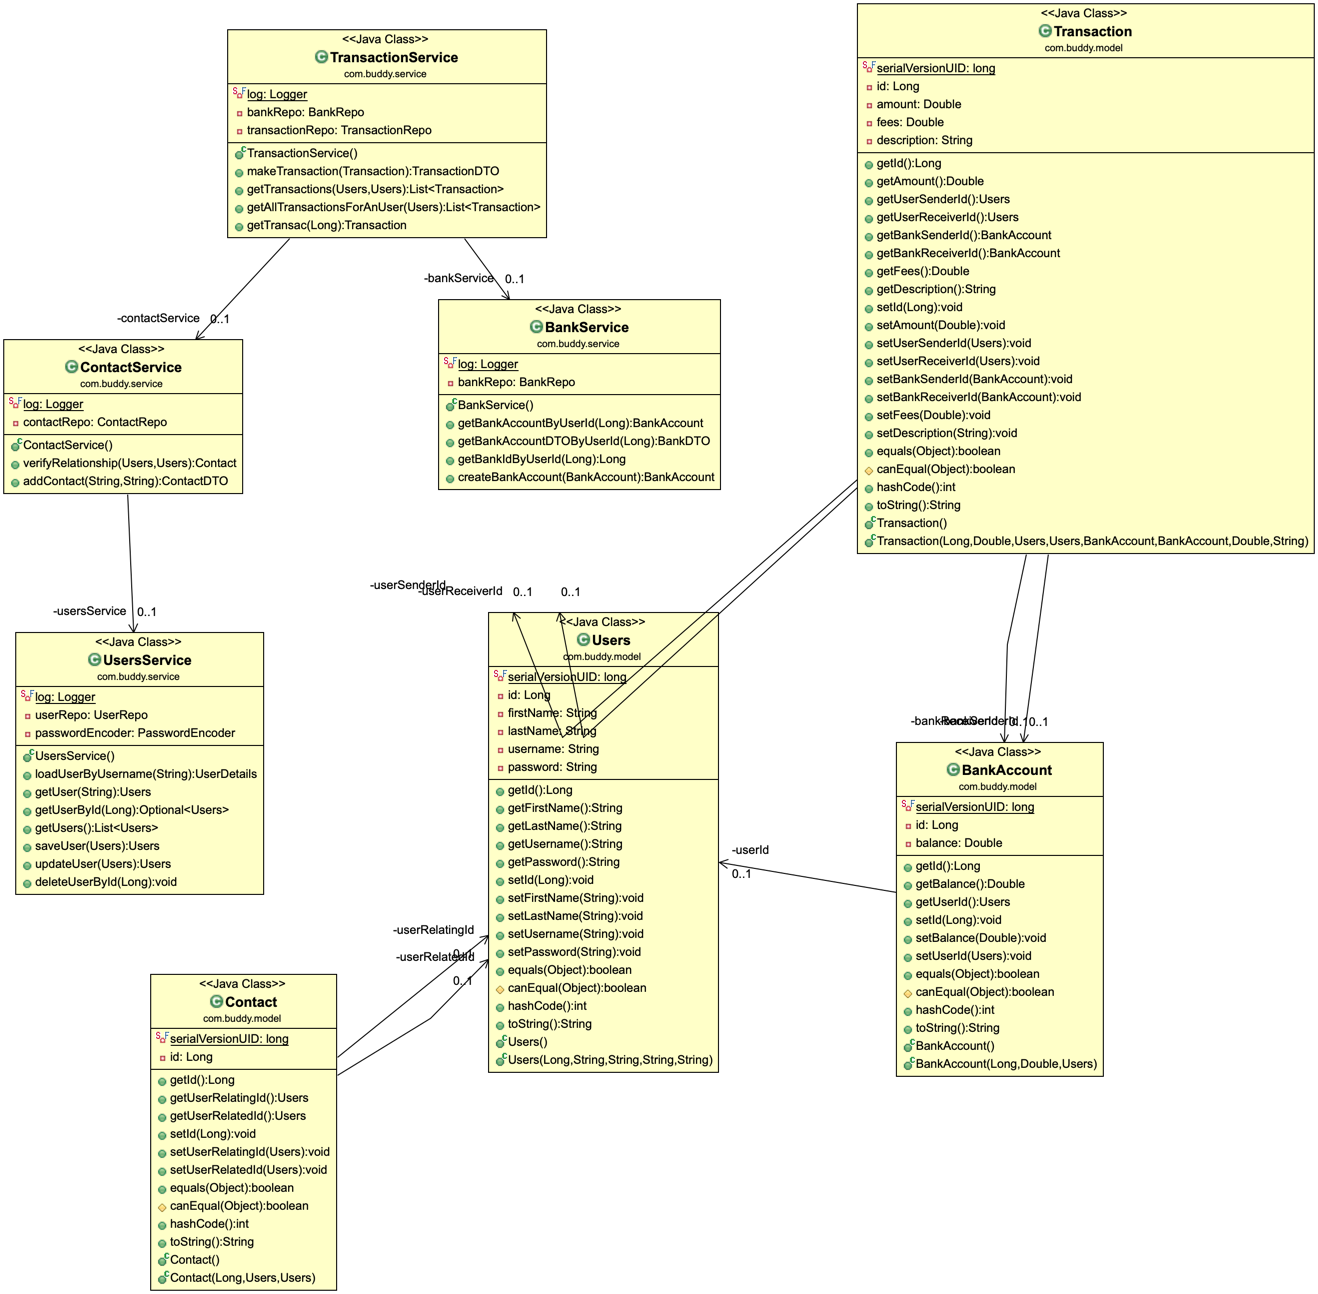 <<Java Class>>
TransactionService
com.buddy.service
log: Logger
bankRepo: BankRepo
transactionRepo: TransactionRepo
TransactionService()
makeTransaction(Transaction):TransactionDTO
getTransactions(Users,Users):List<Transaction>
getAllTransactionsForAnUser(Users):List<Transaction>
getTransac(Long):Transaction
<<Java Class>>
Transaction
com.buddy.model
serialVersionUID: long
id: Long
amount: Double
fees: Double
description: String
getId():Long
getAmount():Double
getUserSenderId():Users
getUserReceiverId():Users
getBankSenderId():BankAccount
getBankReceiverId():BankAccount
getFees():Double
getDescription():String
setId(Long):void
setAmount(Double):void
setUserSenderId(Users):void
setUserReceiverId(Users):void
setBankSenderId(BankAccount):void
setBankReceiverId(BankAccount):void
setFees(Double):void
setDescription(String):void
equals(Object):boolean
canEqual(Object):boolean
hashCode():int
toString():String
Transaction()
Transaction(Long,Double,Users,Users,BankAccount,BankAccount,Double,String)
-bankService 0..1
-contactService 0..1
<<Java Class>>
BankService
com.buddy.service
log: Logger
bankRepo: BankRepo
BankService()
getBankAccountByUserId(Long):BankAccount
getBankAccountDTOByUserId(Long):BankDTO
getBankIdByUserId(Long):Long
createBankAccount(BankAccount):BankAccount
<<Java Class>>
ContactService
com.buddy.service
log: Logger
contactRepo: ContactRepo
ContactService()
verifyRelationship(Users,Users):Contact
addContact(String,String):ContactDTO
-usersService 0..1
<<Java Class>>
UsersService
com.buddy.service
log: Logger
userRepo: UserRepo
passwordEncoder: PasswordEncoder
UsersService()
loadUserByUsername(String):UserDetails
getUser(String):Users
getUserById(Long):Optional<Users>
getUsers():List<Users>
saveUser(Users):Users
updateUser(Users):Users
deleteUserById(Long):void
-userSenderId
-userReceiverId 0..1 0..1
<<Java Class>>
Users
com.buddy.model
serialVersionUID: long
id: Long
firstName: String
lastName: String
username: String
password: String
getId():Long
getFirstName():String
getLastName():String
getUsername():String
getPassword():String
setId(Long):void
setFirstName(String):void
setLastName(String):void
setUsername(String):void
setPassword(String):void
equals(Object):boolean
canEqual(Object):boolean
hashCode():int
toString():String
Users()
Users(Long,String,String,String,String)
0..1
<<Java Class>>
BankAccount
com.buddy.model
serialVersionUID: long
id: Long
balance: Double
getId():Long
getBalance():Double
getUserId():Users
setId(Long):void
setBalance(Double):void
setUserId(Users):void
equals(Object):boolean
canEqual(Object):boolean
hashCode():int
toString():String
BankAccount()
BankAccount(Long,Double,Users)
-userId
0..1
-userRelatingId
-userRelatedId
0..1
<<Java Class>>
Contact
com.buddy.model
serialVersionUID: long
id: Long
getId():Long
getUserRelatingId():Users
getUserRelatedId():Users
setId(Long):void
setUserRelatingId(Users):void
setUserRelatedId(Users):void
equals(Object):boolean
canEqual(Object):boolean
hashCode():int
toString():String
Contact()
Contact(Long,Users,Users)